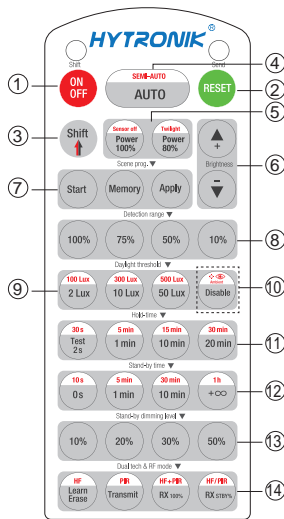 HYTRONIK®
Shift
Send
①
ON
OFF
SEMI-AUTO
AUTO
④
RESET
②
③
Shift
⑤
Sensor off
Power
100%
Twilight
Power
80%
+
Brightness
−
⑥
Scene prog. ▼
⑦
Start
Memory
Apply
Detection range ▼
100%
75%
50%
10%
⑧
Daylight threshold ▼
⑨
100 Lux
2 Lux
300 Lux
10 Lux
500 Lux
50 Lux
Ambient
Disable
⑩
Hold-time ▼
30s
Test
2s
5 min
1 min
15 min
10 min
30 min
20 min
⑪
Stand-by time ▼
10s
0s
5 min
1 min
30 min
10 min
1h
+∞
⑫
Stand-by dimming level ▼
10%
20%
30%
50%
⑬
Dual tech & RF mode ▼
HF
Learn
Erase
PIR
Transmit
HF+PIR
RX 100%
HF/PIR
RX STBY%
⑭